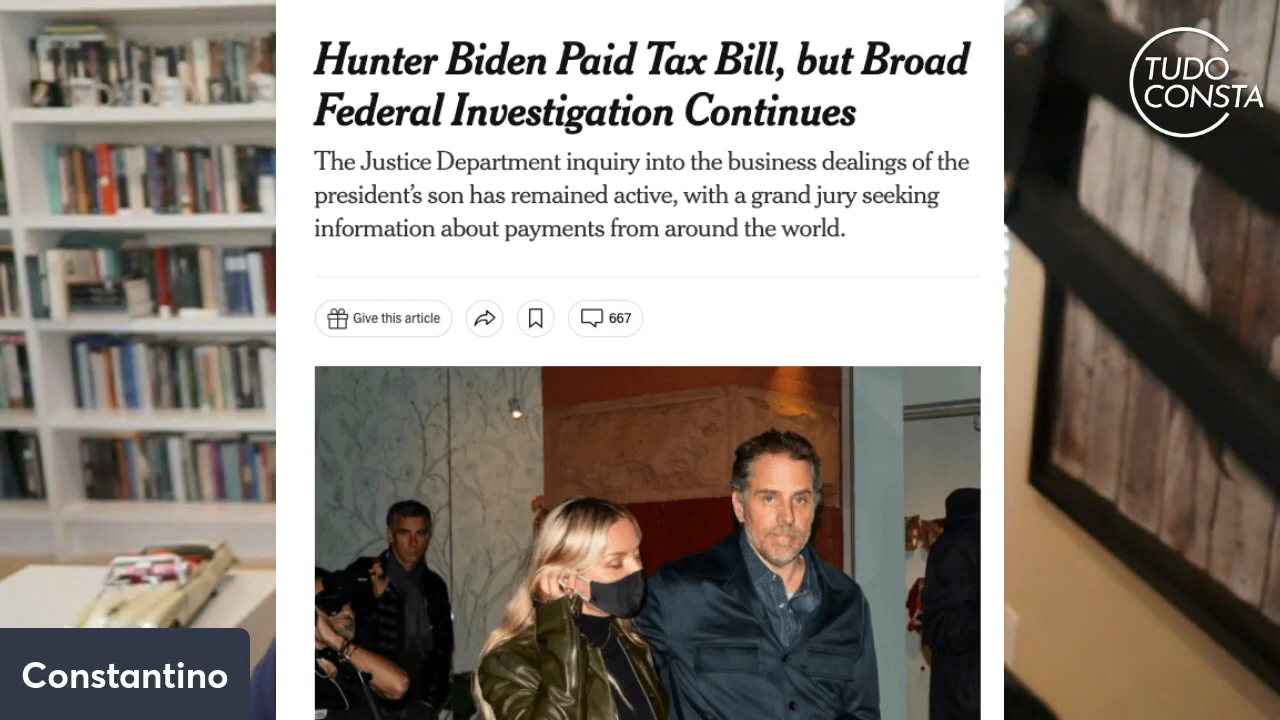 Hunter Biden Paid Tax Bill, but Broad
Federal Investigation Continues
The Justice Department inquiry into the business dealings of the
president’s son has remained active, with a grand jury seeking
information about payments from around the world.
Give this article
667
TUDO
CONSTA
Constantino